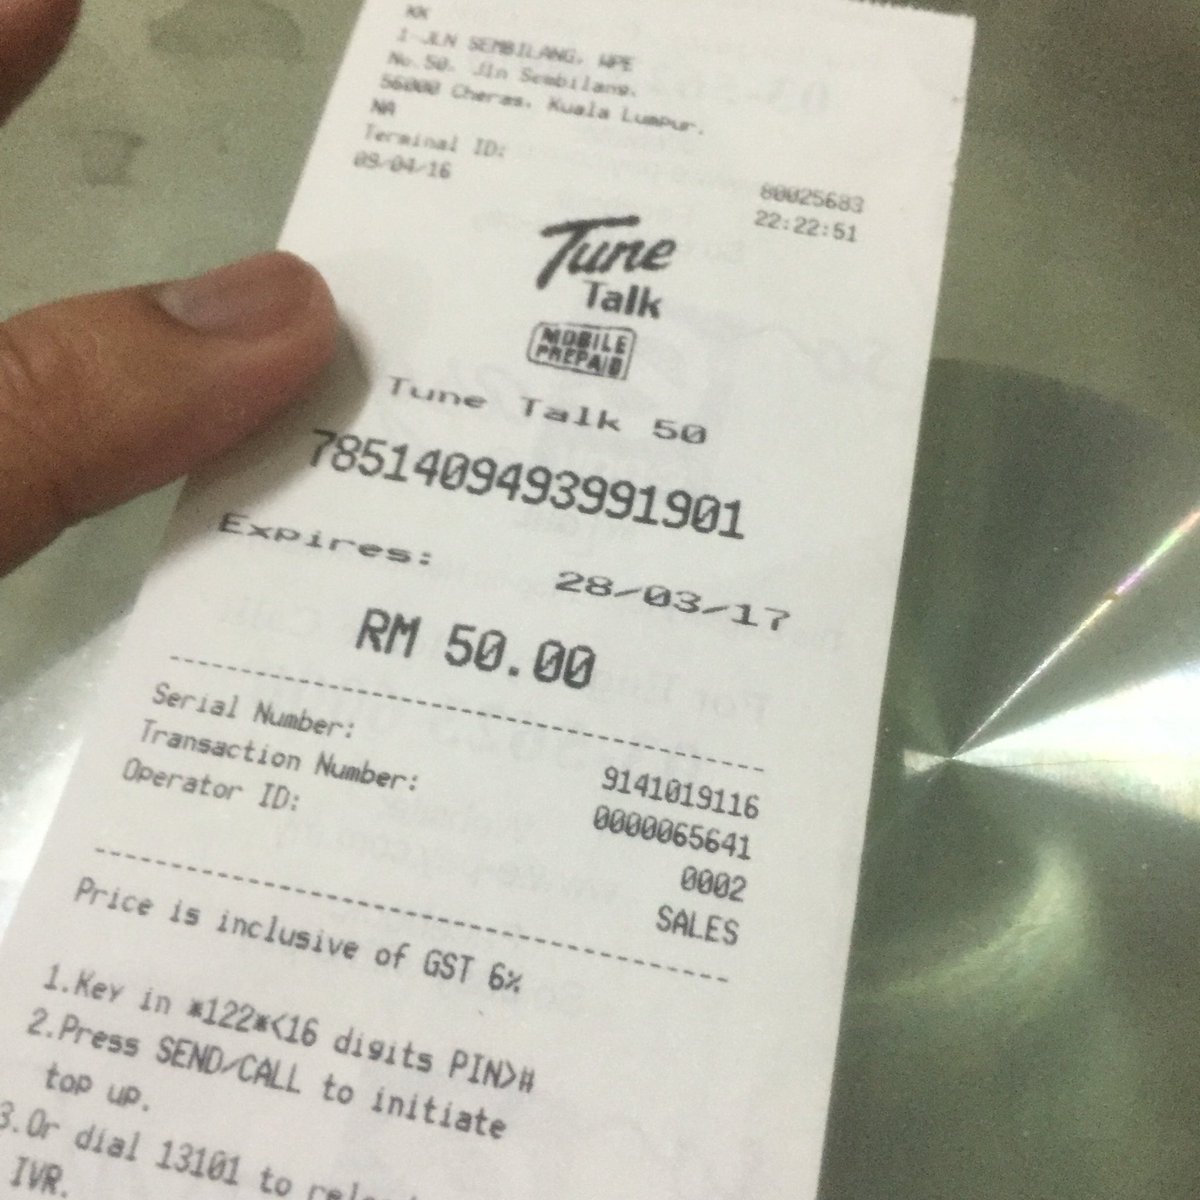 KK
1-JLN SEMBILANG, WPE
No.50, Jln Sembilang,
56000 Cheras, Kuala Lumpur.
NA
Terminal ID: 80025683
09/04/16 22:22:51
Tune
Talk
MOBILE
PREPAID
Tune Talk 50
7851409493991901
Expires: 28/03/17
RM 50.00
Serial Number: 9141019116
Transaction Number: 0000065641
Operator ID: 0002
SALES
Price is inclusive of GST 6%
1.Key in *122*<16 digits PIN>#
2.Press SEND/CALL to initiate
top up.
3.Or dial 13101 to
IVR.